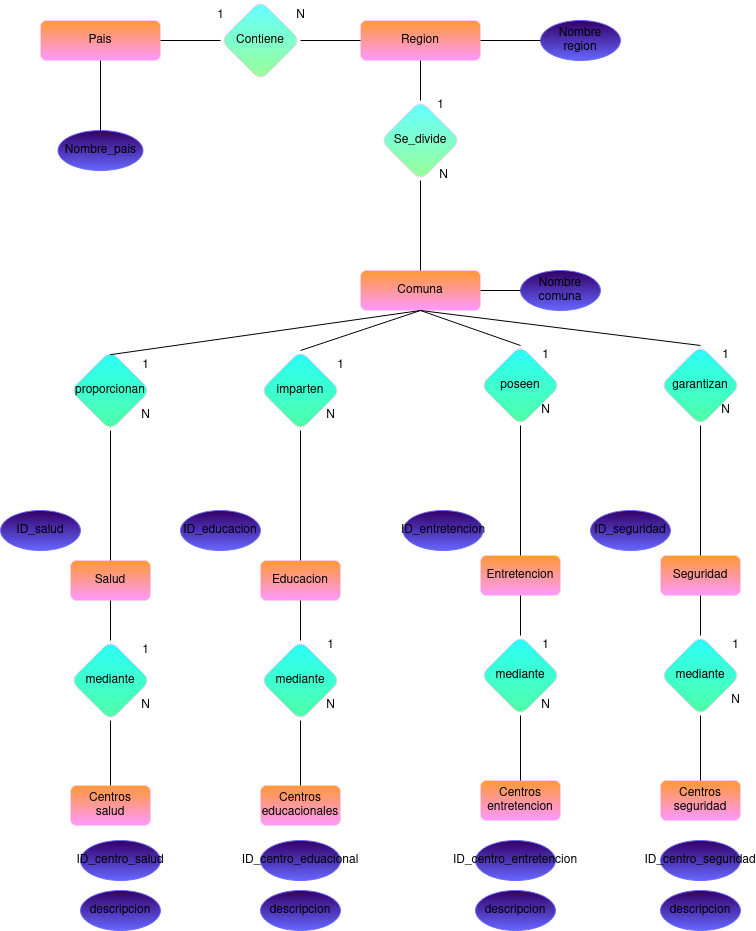 1
N
Pais
Contiene
Region
Nombre
region
1
Nombre_pais
Se_divide
N
Comuna
Nombre
comuna
1
1
1
1
proporcionan
imparten
poseen
garantizan
N
N
N
N
ID_salud
ID_educacion
ID_entretencion
ID_seguridad
Salud
Educacion
Entretencion
Seguridad
1
1
1
1
mediante
mediante
mediante
mediante
N
N
N
N
Centros
salud
Centros
educacionales
Centros
entretencion
Centros
seguridad
ID_centro_salud
ID_centro_eduacional
ID_centro_entretencion
ID_centro_seguridad
descripcion
descripcion
descripcion
descripcion